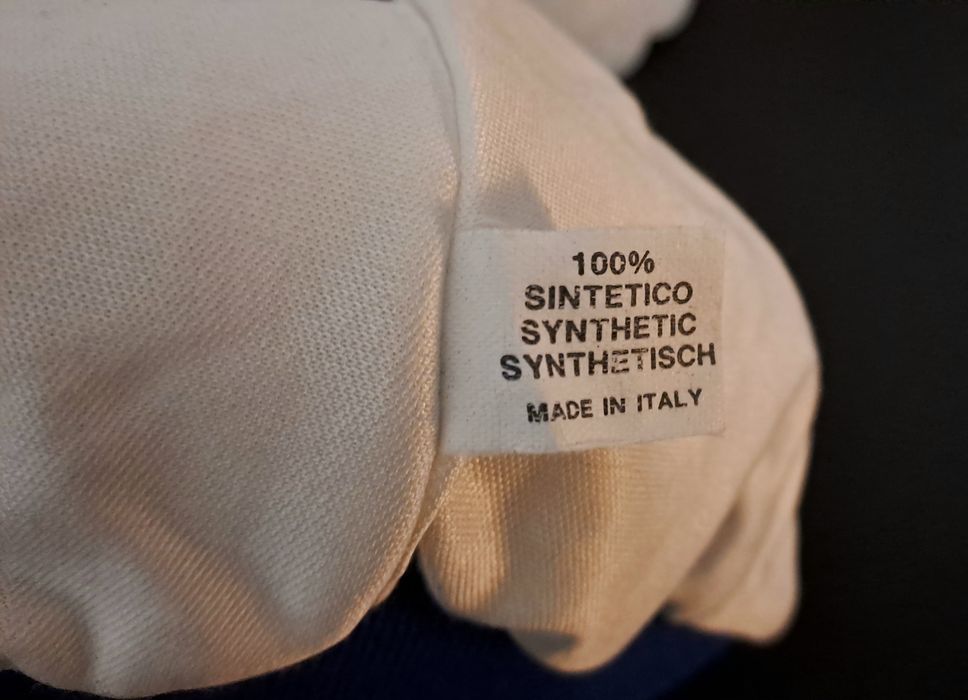 100%
SINTETICO
SYNTHETIC
SYNTHETISCH
MADE IN ITALY